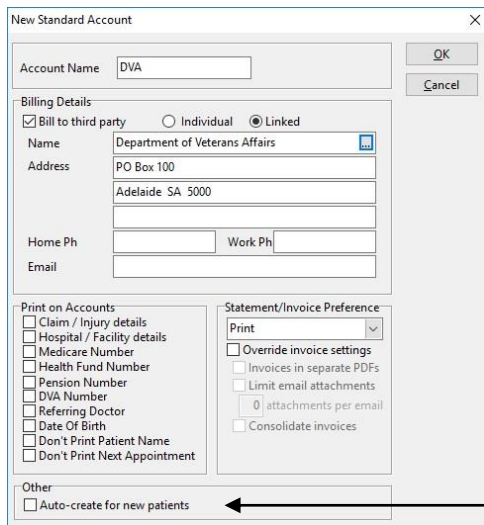 New Standard Account
Account Name DVA
OK
Cancel
Billing Details
Bill to third party Individual Linked
Name Department of Veterans Affairs ...
Address PO Box 100
Adelaide SA 5000
Home Ph Work Ph
Email
Print on Accounts
Claim / Injury details
Hospital / Facility details
Medicare Number
Health Fund Number
Pension Number
DVA Number
Referring Doctor
Date Of Birth
Don't Print Patient Name
Don't Print Next Appointment
Statement/Invoice Preference
Print
Override invoice settings
Invoices in separate PDFs
Limit email attachments
0 attachments per email
Consolidate invoices
Other
Auto-create for new patients